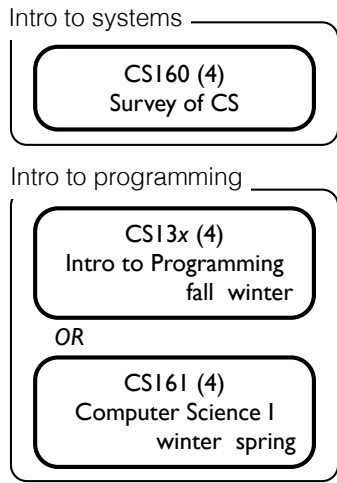 Intro to systems
CS160 (4)
Survey of CS
Intro to programming
CS13x (4)
Intro to Programming
fall winter
OR
CS161 (4)
Computer Science I
winter spring